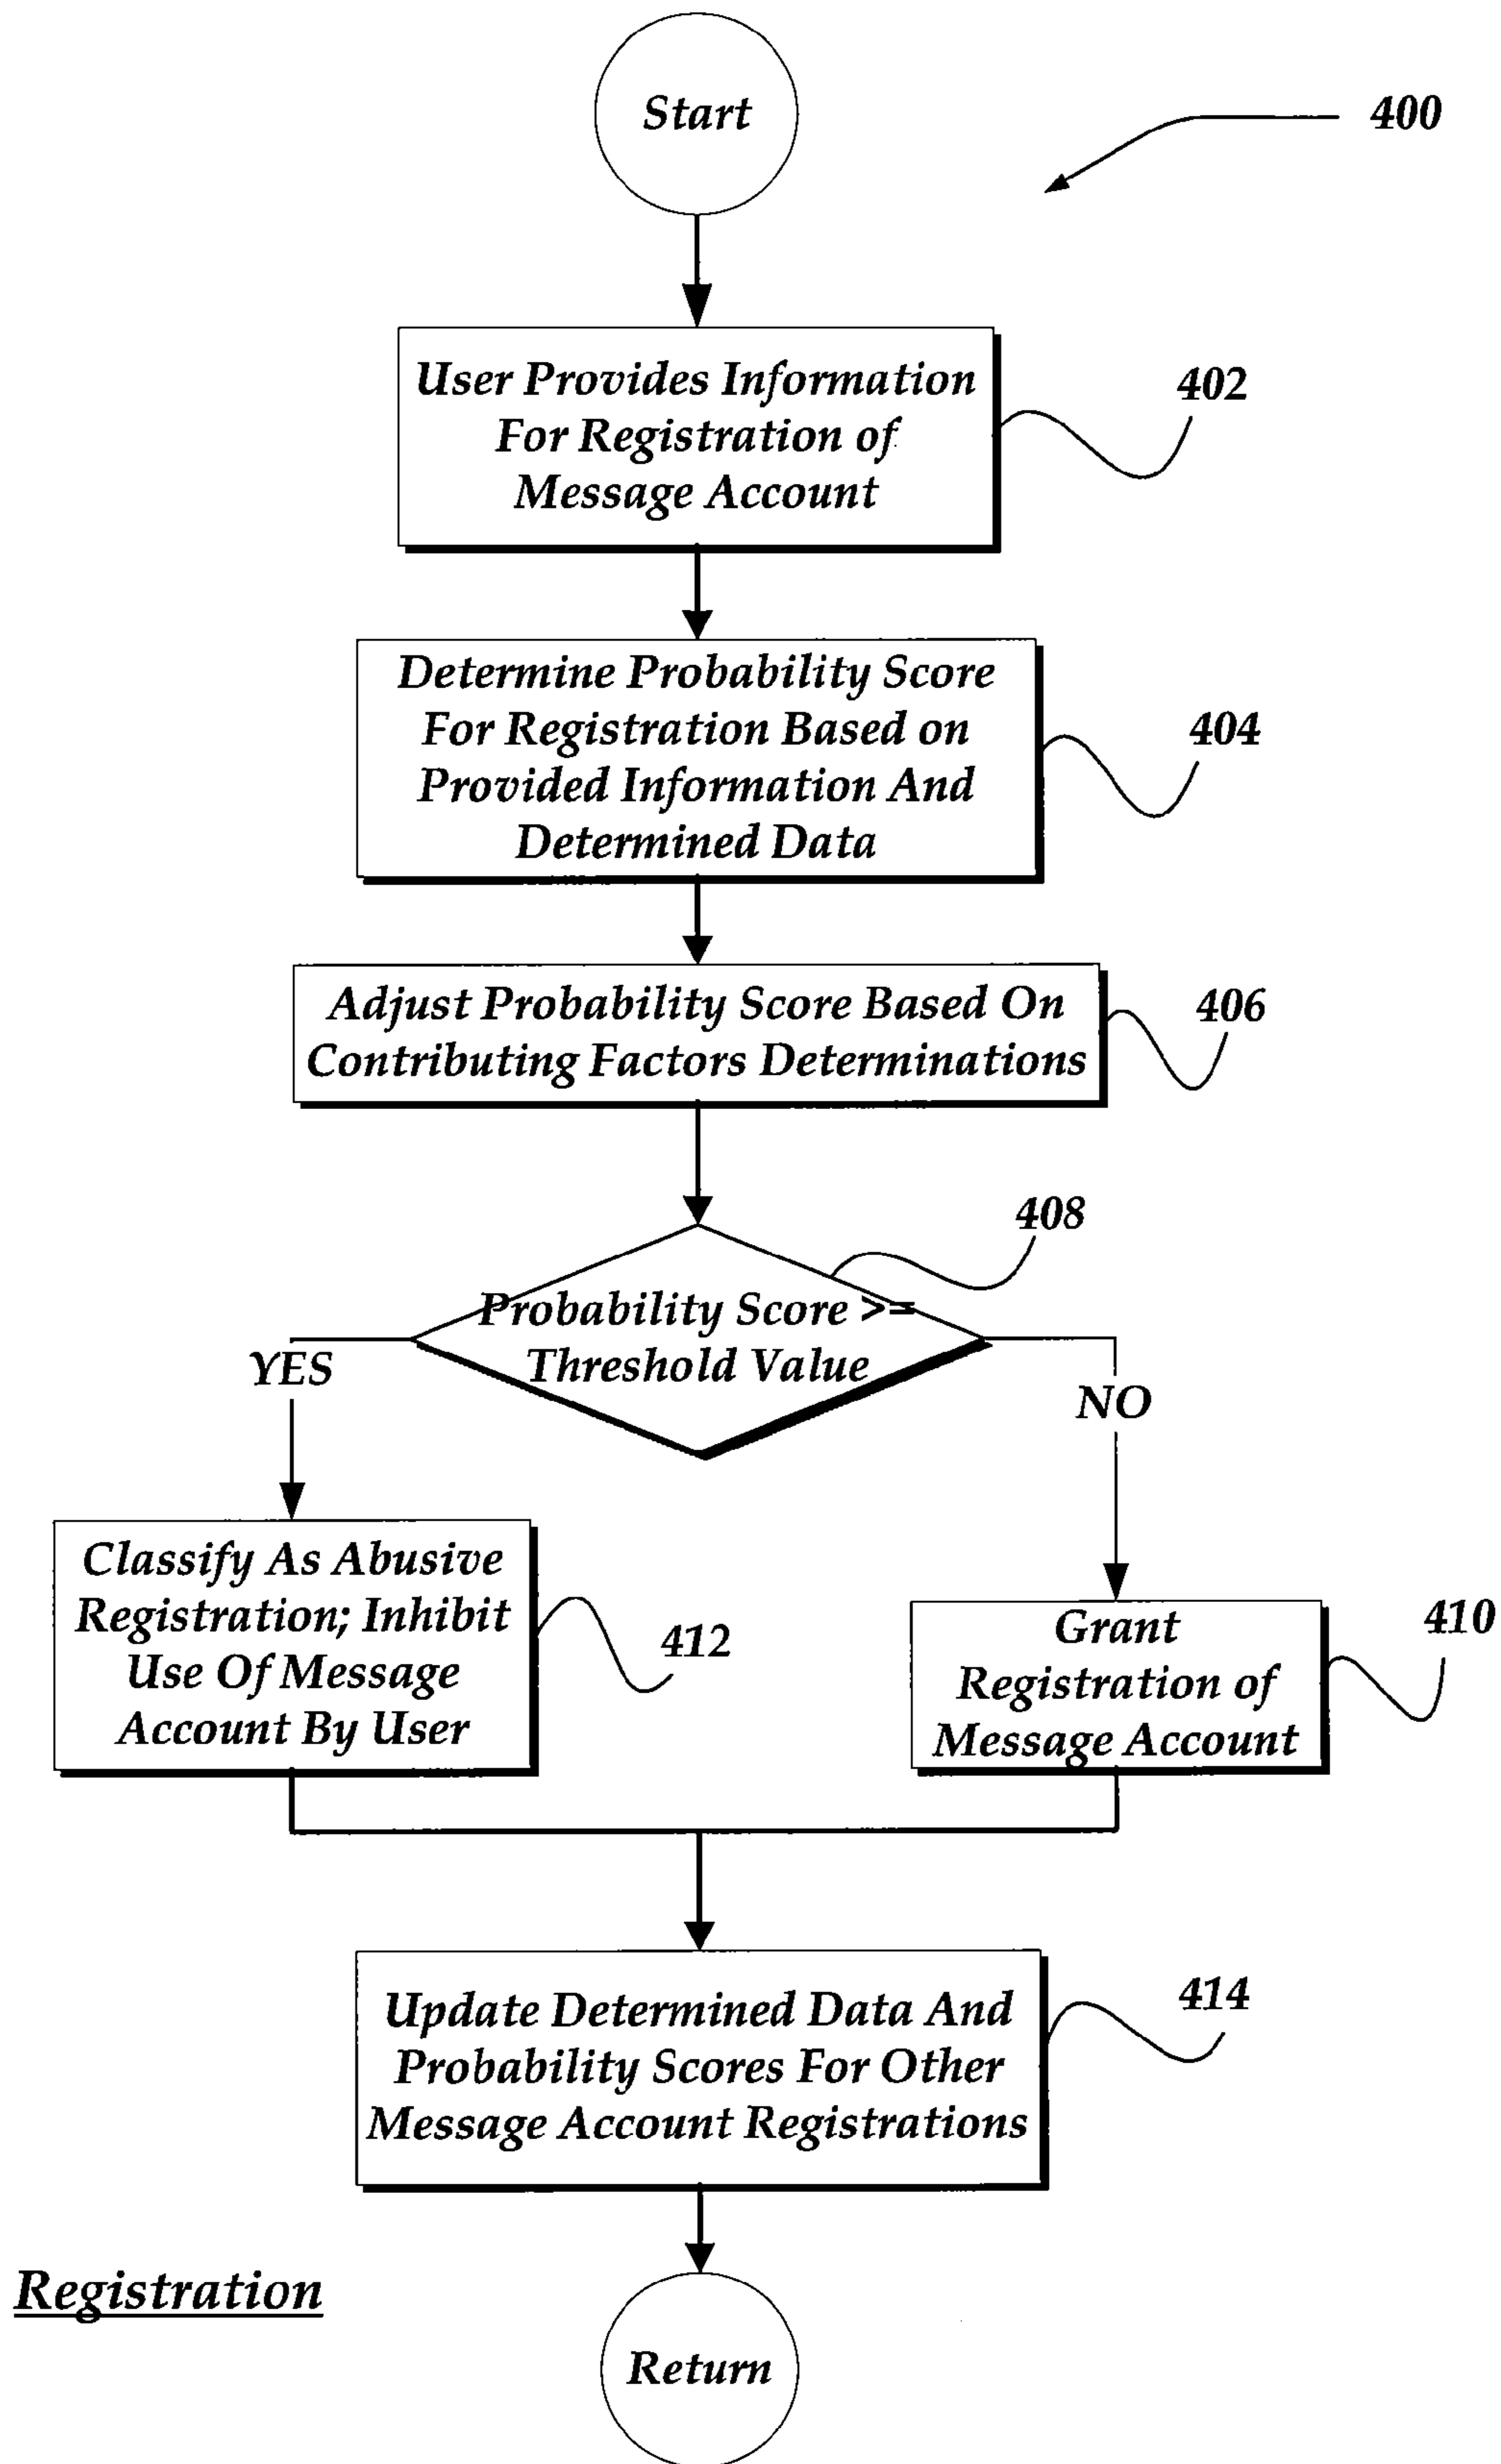 Start
400
User Provides Information
For Registration of
Message Account
402
Determine Probability Score
For Registration Based on
Provided Information And
Determined Data
404
Adjust Probability Score Based On
Contributing Factors Determinations
406
408
Probability Score >=
Threshold Value
YES
NO
Classify As Abusive
Registration; Inhibit
Use Of Message
Account By User
412
Grant
Registration of
Message Account
410
Update Determined Data And
Probability Scores For Other
Message Account Registrations
414
Registration
Return